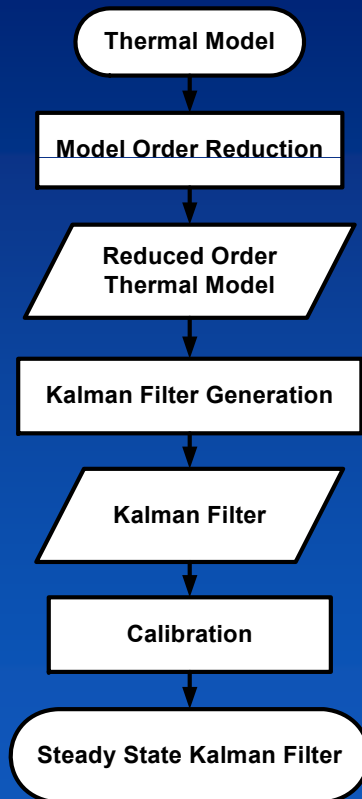 Thermal Model
Model Order Reduction
Reduced Order
Thermal Model
Kalman Filter Generation
Kalman Filter
Calibration
Steady State Kalman Filter